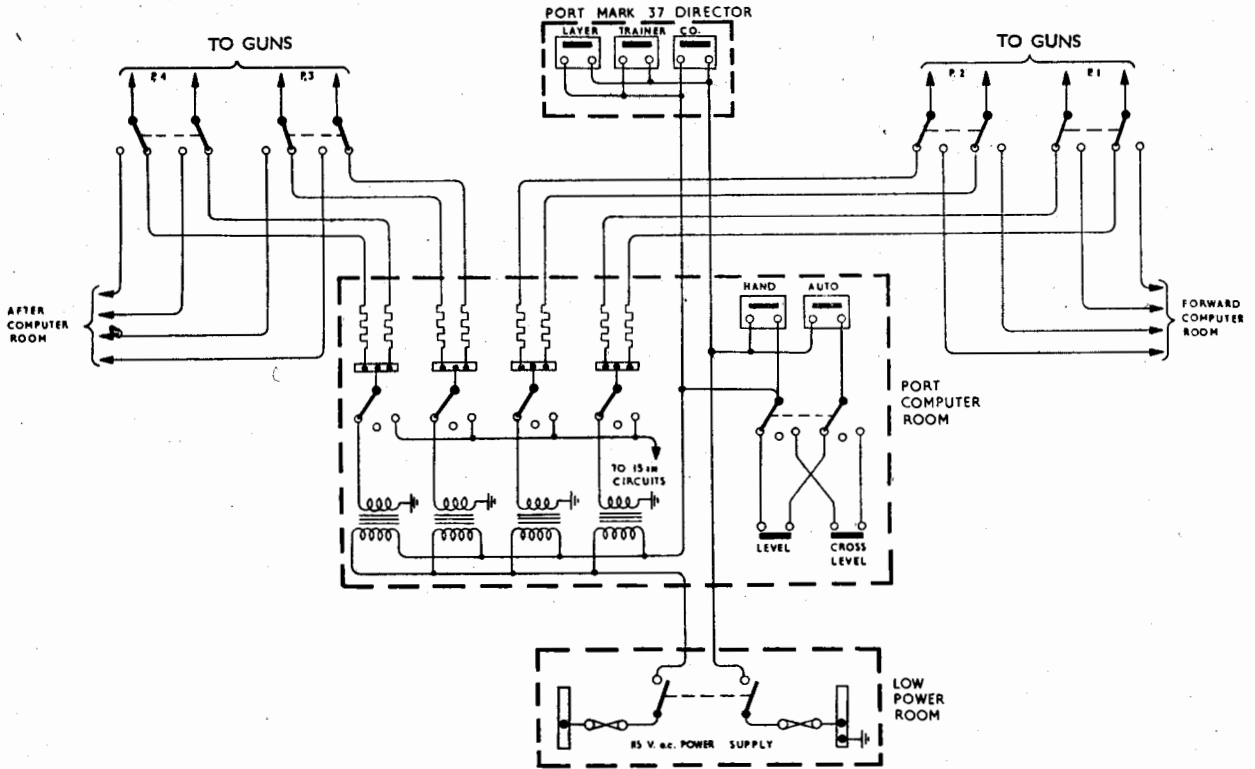 PORT MARK 37 DIRECTOR
LAYER TRAINER CO.
TO GUNS
P.4 P.3
TO GUNS
P.2 P.1
AFTER
COMPUTER
ROOM
FORWARD
COMPUTER
ROOM
HAND AUTO
PORT
COMPUTER
ROOM
TO 15 in
CIRCUITS
LEVEL
CROSS
LEVEL
LOW
POWER
ROOM
115 V. a.c. POWER SUPPLY